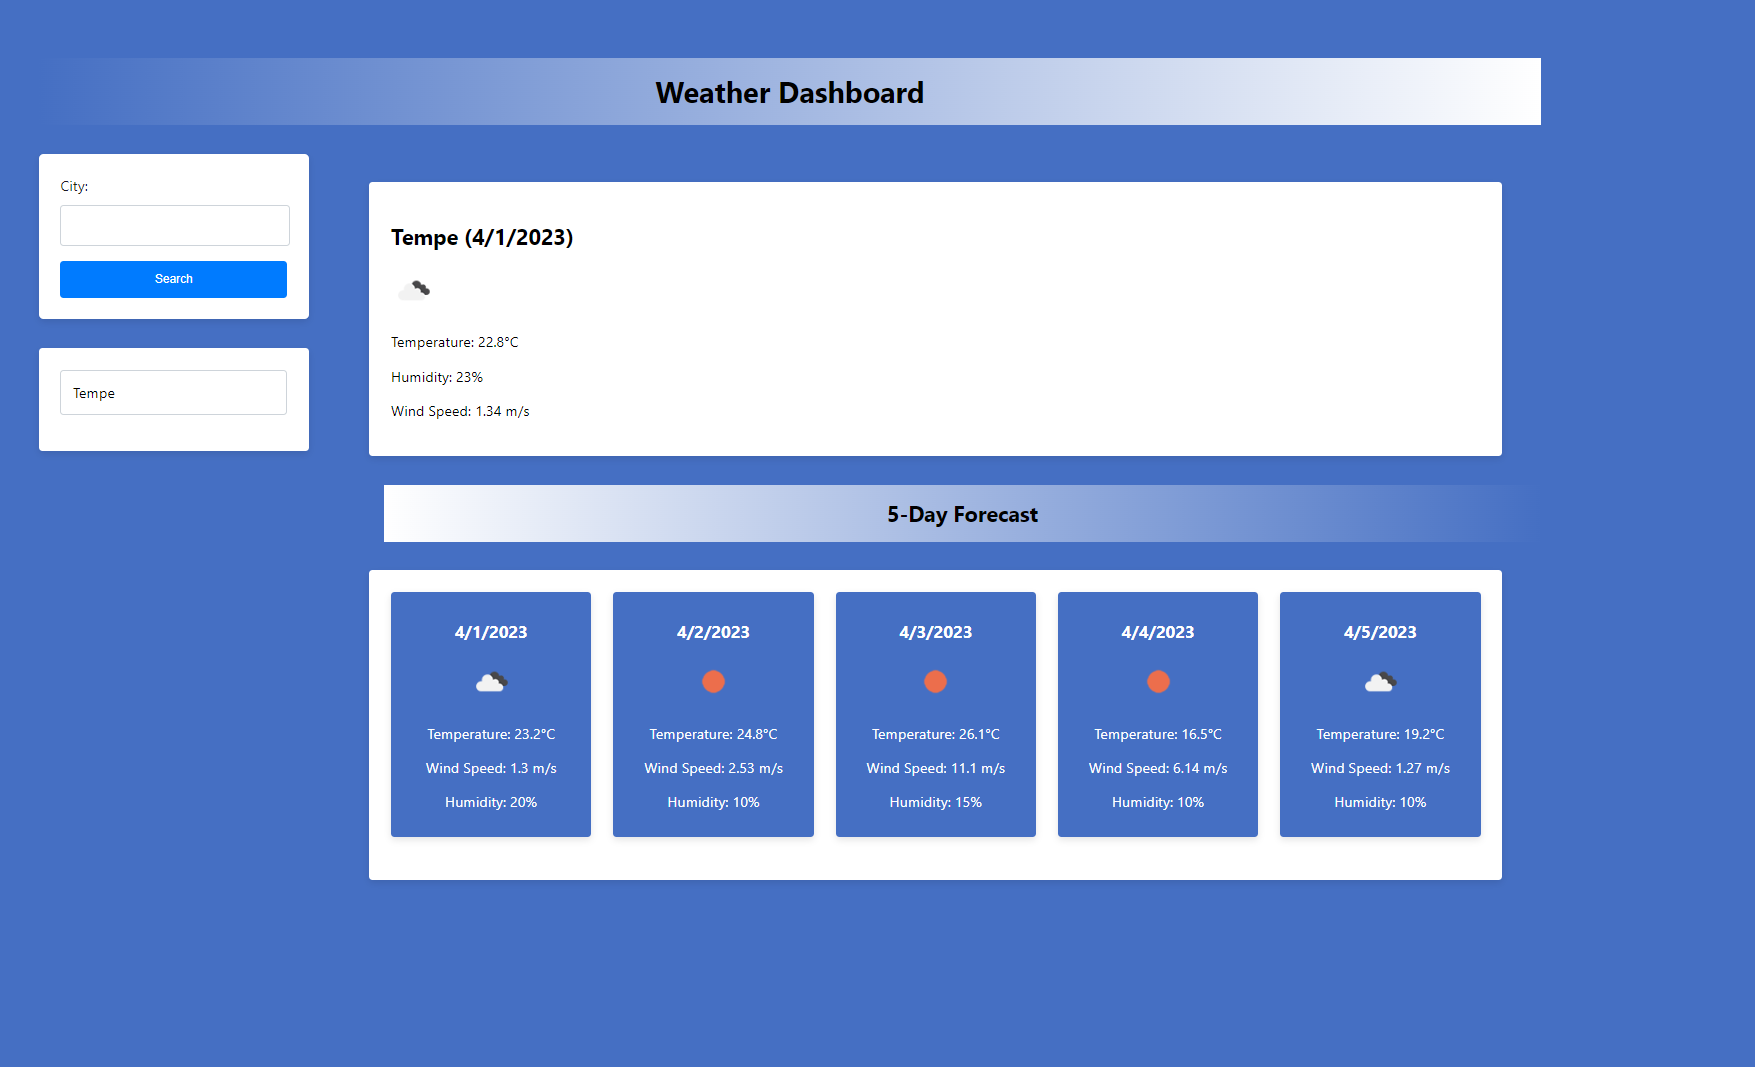 Weather Dashboard
City:
Search
Tempe
Tempe (4/1/2023)
Temperature: 22.8°C
Humidity: 23%
Wind Speed: 1.34 m/s
5-Day Forecast
4/1/2023
Temperature: 23.2°C
Wind Speed: 1.3 m/s
Humidity: 20%
4/2/2023
Temperature: 24.8°C
Wind Speed: 2.53 m/s
Humidity: 10%
4/3/2023
Temperature: 26.1°C
Wind Speed: 11.1 m/s
Humidity: 15%
4/4/2023
Temperature: 16.5°C
Wind Speed: 6.14 m/s
Humidity: 10%
4/5/2023
Temperature: 19.2°C
Wind Speed: 1.27 m/s
Humidity: 10%